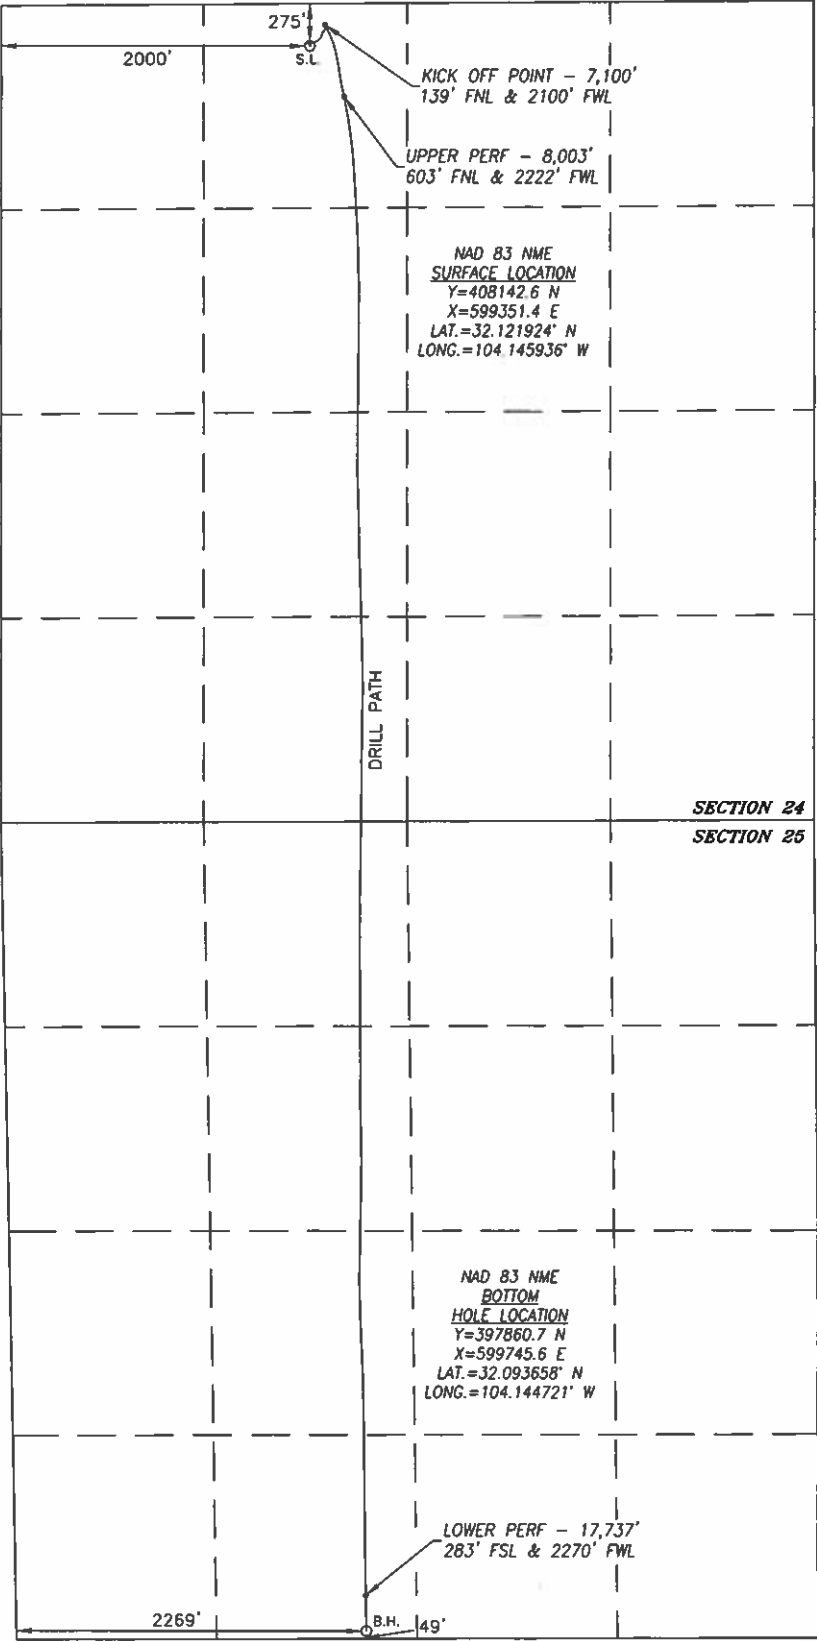 275'
2000'
S.L.
KICK OFF POINT - 7,100'
139' FNL & 2100' FWL
UPPER PERF - 8,003'
603' FNL & 2222' FWL
NAD 83 NME
SURFACE LOCATION
Y=408142.6 N
X=599351.4 E
LAT.=32.121924° N
LONG.=104.145936° W
DRILL PATH
SECTION 24
SECTION 25
NAD 83 NME
BOTTOM
HOLE LOCATION
Y=397860.7 N
X=599745.6 E
LAT.=32.093658° N
LONG.=104.144721° W
LOWER PERF - 17,737'
283' FSL & 2270' FWL
2269'
B.H.
49'